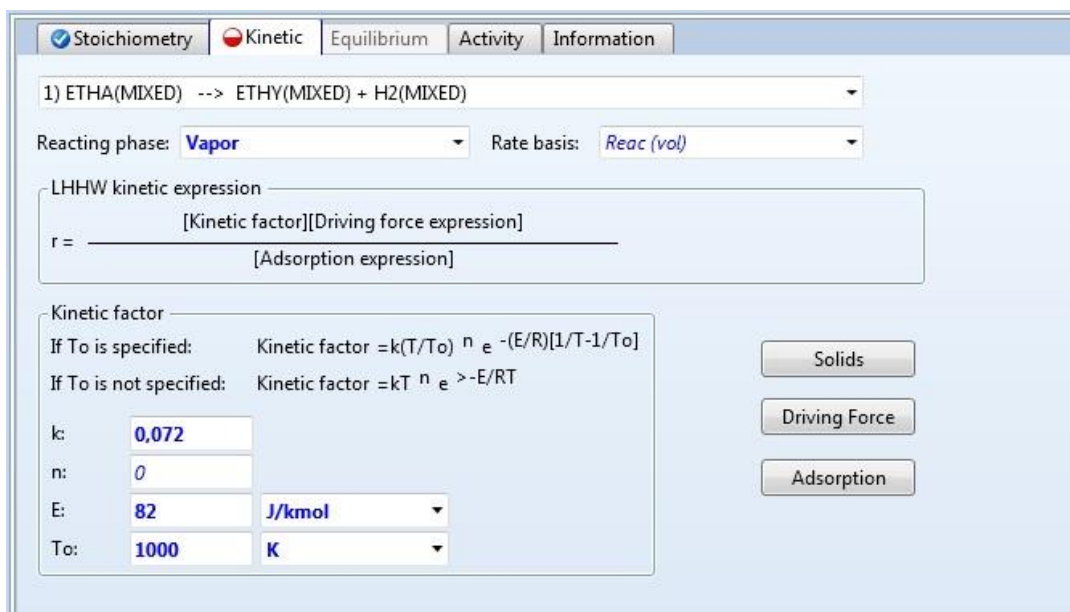 Stoichiometry Kinetic Equilibrium Activity Information
1) ETHA(MIXED) --> ETHY(MIXED) + H2(MIXED)
Reacting phase: Vapor Rate basis: Reac (vol)
LHHW kinetic expression
[Kinetic factor][Driving force expression]
r =
[Adsorption expression]
Kinetic factor
If To is specified: Kinetic factor =k(T/To) n e -(E/R)[1/T-1/To]
If To is not specified: Kinetic factor =kT n e >-E/RT
k: 0,072
n: 0
E: 82 J/kmol
To: 1000 K
Solids
Driving Force
Adsorption